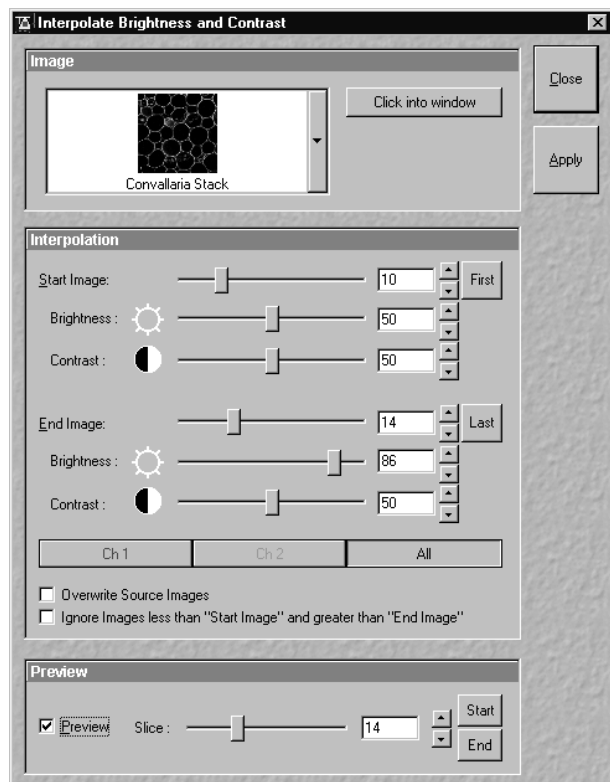 Interpolate Brightness and Contrast
Image
Close
Click into window
Convallaria Stack
Apply
Interpolation
Start Image: 10 First
Brightness : 50
Contrast : 50
End Image: 14 Last
Brightness : 86
Contrast : 50
Ch 1 Ch 2 All
Overwrite Source Images
Ignore Images less than "Start Image" and greater than "End Image"
Preview
Preview Slice : 14 Start
End